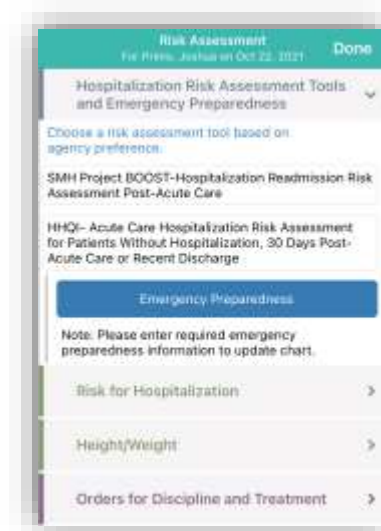 Risk Assessment
For Primo, Joshua on Oct 22, 2021
Done
Hospitalization Risk Assessment Tools
and Emergency Preparedness
Choose a risk assessment tool based on
agency preference:
SMH Project BOOST-Hospitalization Readmission Risk
Assessment Post-Acute Care
HHQI- Acute Care Hospitalization Risk Assessment
for Patients Without Hospitalization, 30 Days Post-
Acute Care or Recent Discharge
Emergency Preparedness
Note: Please enter required emergency
preparedness information to update chart.
Risk for Hospitalization
Height/Weight
Orders for Discipline and Treatment